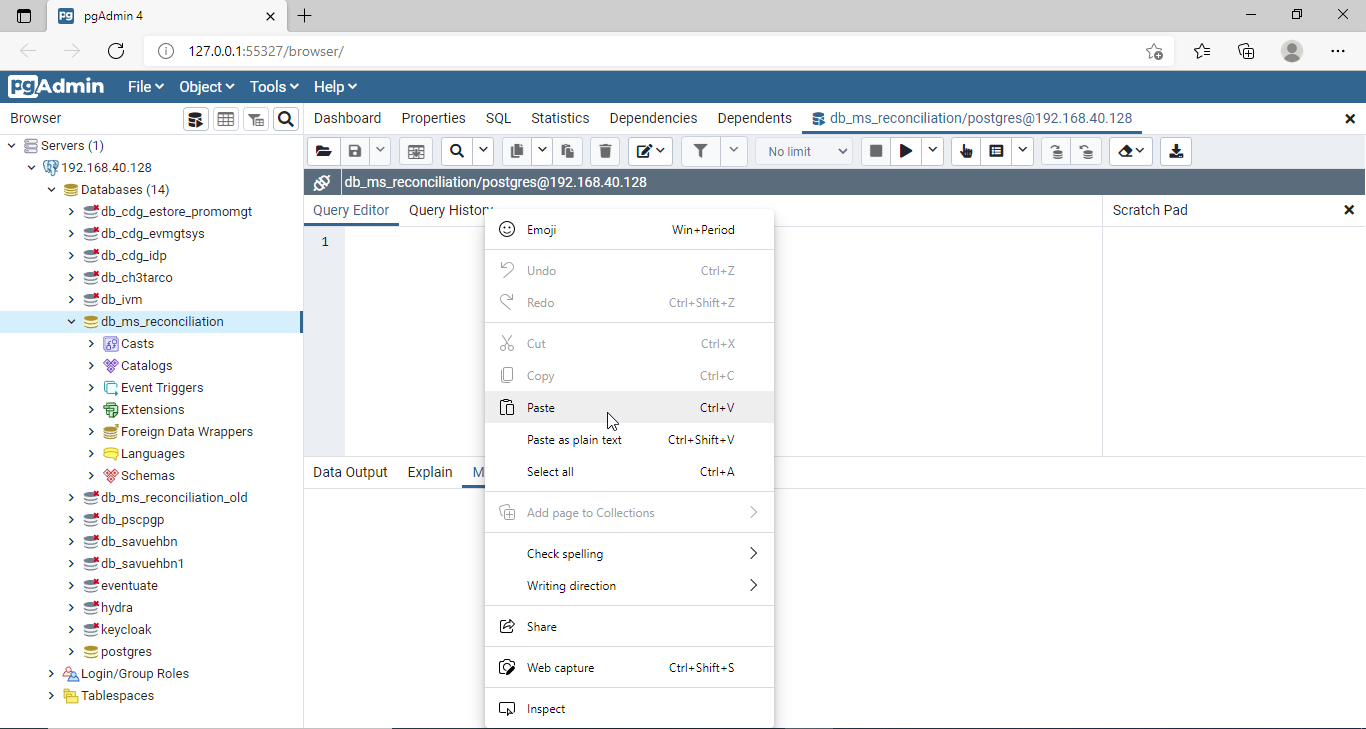 pgAdmin 4
127.0.0.1:55327/browser/
pgAdmin File Object Tools Help
Browser
Dashboard Properties SQL Statistics Dependencies Dependents db_ms_reconciliation/postgres@192.168.40.128
No limit
db_ms_reconciliation/postgres@192.168.40.128
Query Editor Query History
Scratch Pad
1
Servers (1)
192.168.40.128
Databases (14)
db_cdg_estore_promomgt
db_cdg_evmgtsys
db_cdg_idp
db_ch3tarco
db_ivm
db_ms_reconciliation
Casts
Catalogs
Event Triggers
Extensions
Foreign Data Wrappers
Languages
Schemas
db_ms_reconciliation_old
db_pscpgp
db_savuehbn
db_savuehbn1
eventuate
hydra
keycloak
postgres
Login/Group Roles
Tablespaces
Emoji Win+Period
Undo Ctrl+Z
Redo Ctrl+Shift+Z
Cut Ctrl+X
Copy Ctrl+C
Paste Ctrl+V
Paste as plain text Ctrl+Shift+V
Select all Ctrl+A
Add page to Collections
Check spelling
Writing direction
Share
Web capture Ctrl+Shift+S
Inspect
Data Output Explain M